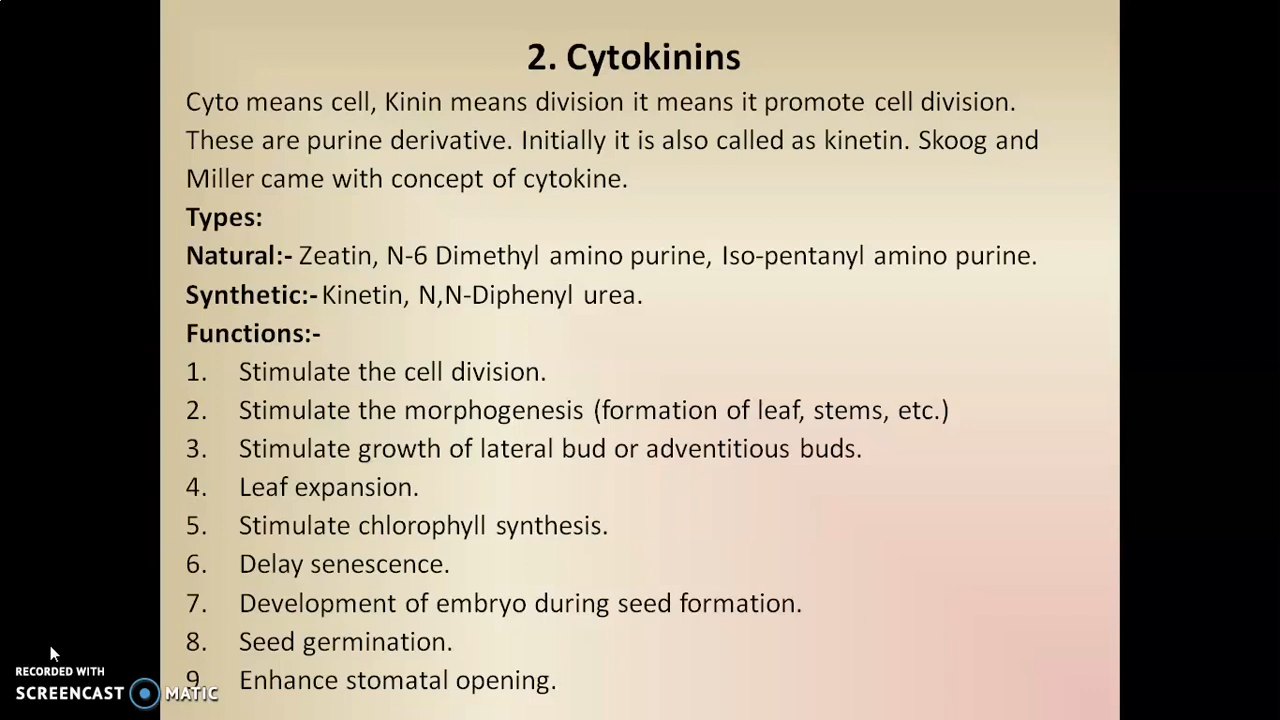 2. Cytokinins
Cyto means cell, Kinin means division it means it promote cell division.
These are purine derivative. Initially it is also called as kinetin. Skoog and
Miller came with concept of cytokine.
Types:
Natural:- Zeatin, N-6 Dimethyl amino purine, Iso-pentanyl amino purine.
Synthetic:- Kinetin, N,N-Diphenyl urea.
Functions:-
1. Stimulate the cell division.
2. Stimulate the morphogenesis (formation of leaf, stems, etc.)
3. Stimulate growth of lateral bud or adventitious buds.
4. Leaf expansion.
5. Stimulate chlorophyll synthesis.
6. Delay senescence.
7. Development of embryo during seed formation.
8. Seed germination.
9. Enhance stomatal opening.
RECORDED WITH
SCREENCAST MATIC